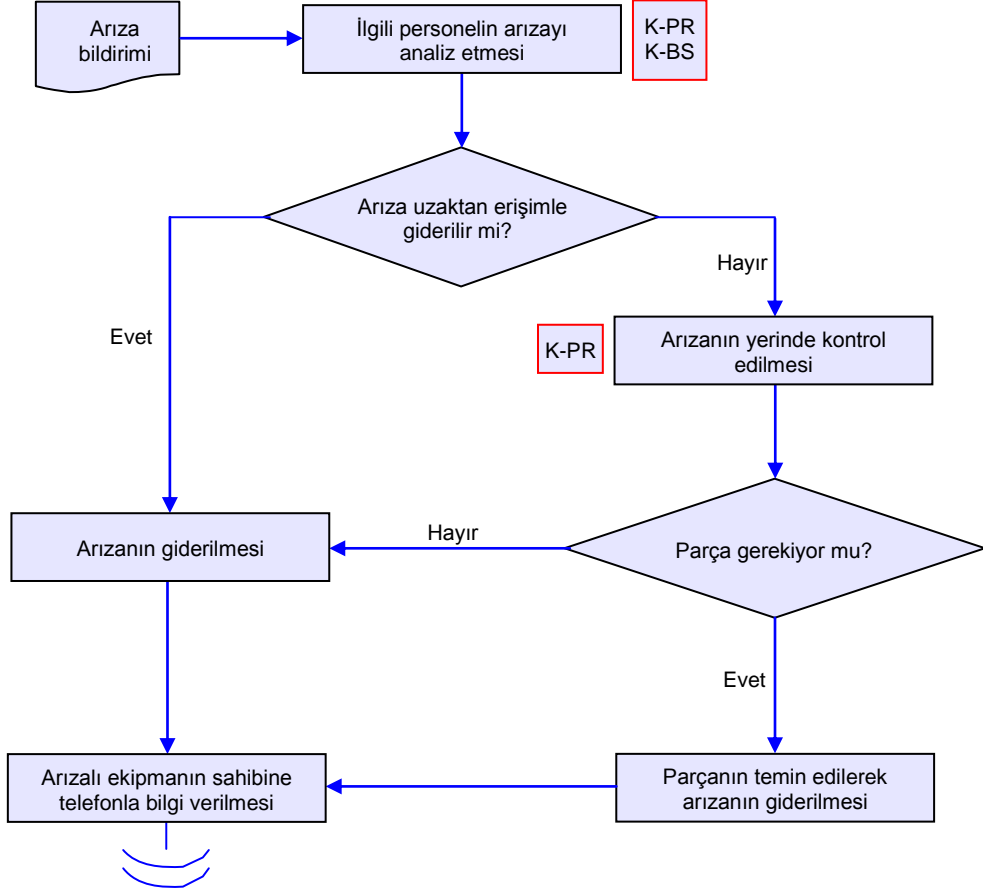 Arıza
bildirimi
İlgili personelin arızayı
analiz etmesi
K-PR
K-BS
Arıza uzaktan erişimle
giderilir mi?
Hayır
Evet
K-PR
Arızanın yerinde kontrol
edilmesi
Arızanın giderilmesi
Hayır
Parça gerekiyor mu?
Evet
Arızalı ekipmanın sahibine
telefonla bilgi verilmesi
Parçanın temin edilerek
arızanın giderilmesi